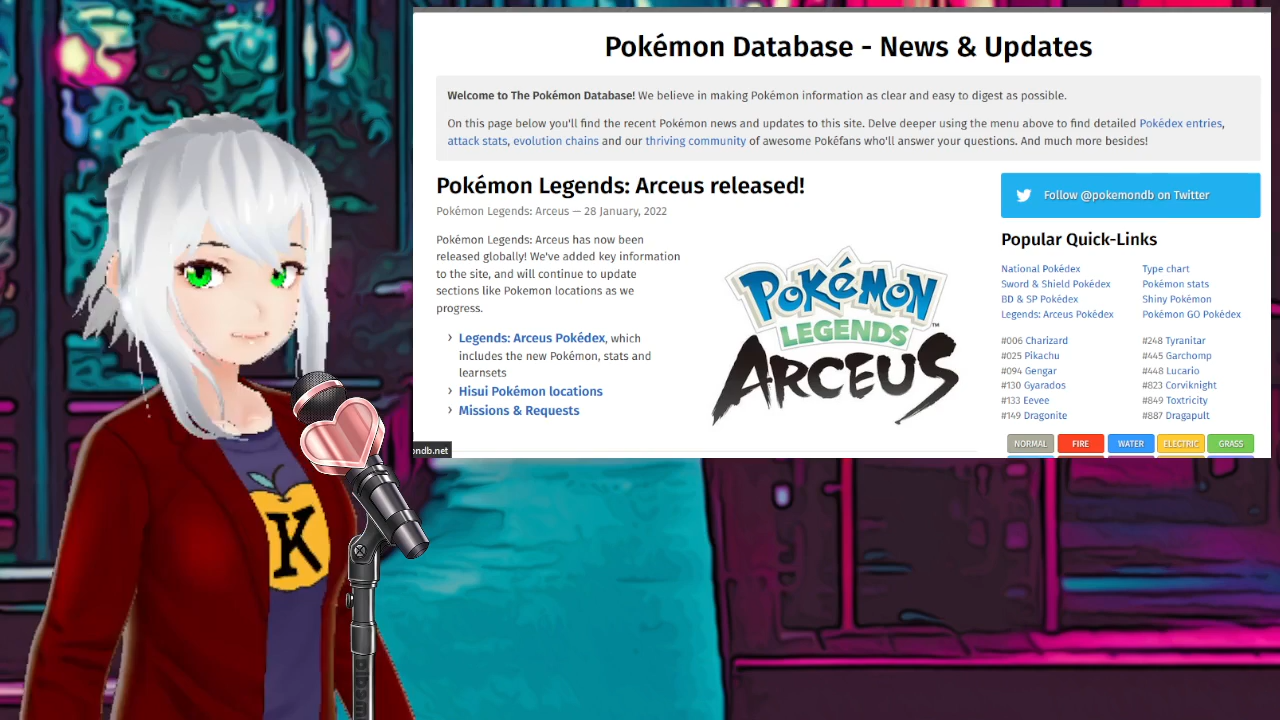 Pokémon Database - News & Updates
Welcome to The Pokémon Database! We believe in making Pokémon information as clear and easy to digest as possible.
On this page below you'll find the recent Pokémon news and updates to this site. Delve deeper using the menu above to find detailed Pokédex entries,
attack stats, evolution chains and our thriving community of awesome Pokéfans who'll answer your questions. And much more besides!
Pokémon Legends: Arceus released!
Pokémon Legends: Arceus — 28 January, 2022
Pokémon Legends: Arceus has now been
released globally! We've added key information
to the site, and will continue to update
sections like Pokemon locations as we
progress.
› Legends: Arceus Pokédex, which
includes the new Pokémon, stats and
learnsets
› Hisui Pokémon locations
› Missions & Requests
POKéMON
LEGENDS
ARCEUS
™
Follow @pokemondb on Twitter
Popular Quick-Links
National Pokédex
Sword & Shield Pokédex
BD & SP Pokédex
Legends: Arceus Pokédex
Type chart
Pokémon stats
Shiny Pokémon
Pokémon GO Pokédex
#006 Charizard
#025 Pikachu
#094 Gengar
#130 Gyarados
#133 Eevee
#149 Dragonite
#248 Tyranitar
#445 Garchomp
#448 Lucario
#823 Corviknight
#849 Toxtricity
#887 Dragapult
NORMAL FIRE WATER ELECTRIC GRASS
ondb.net
K